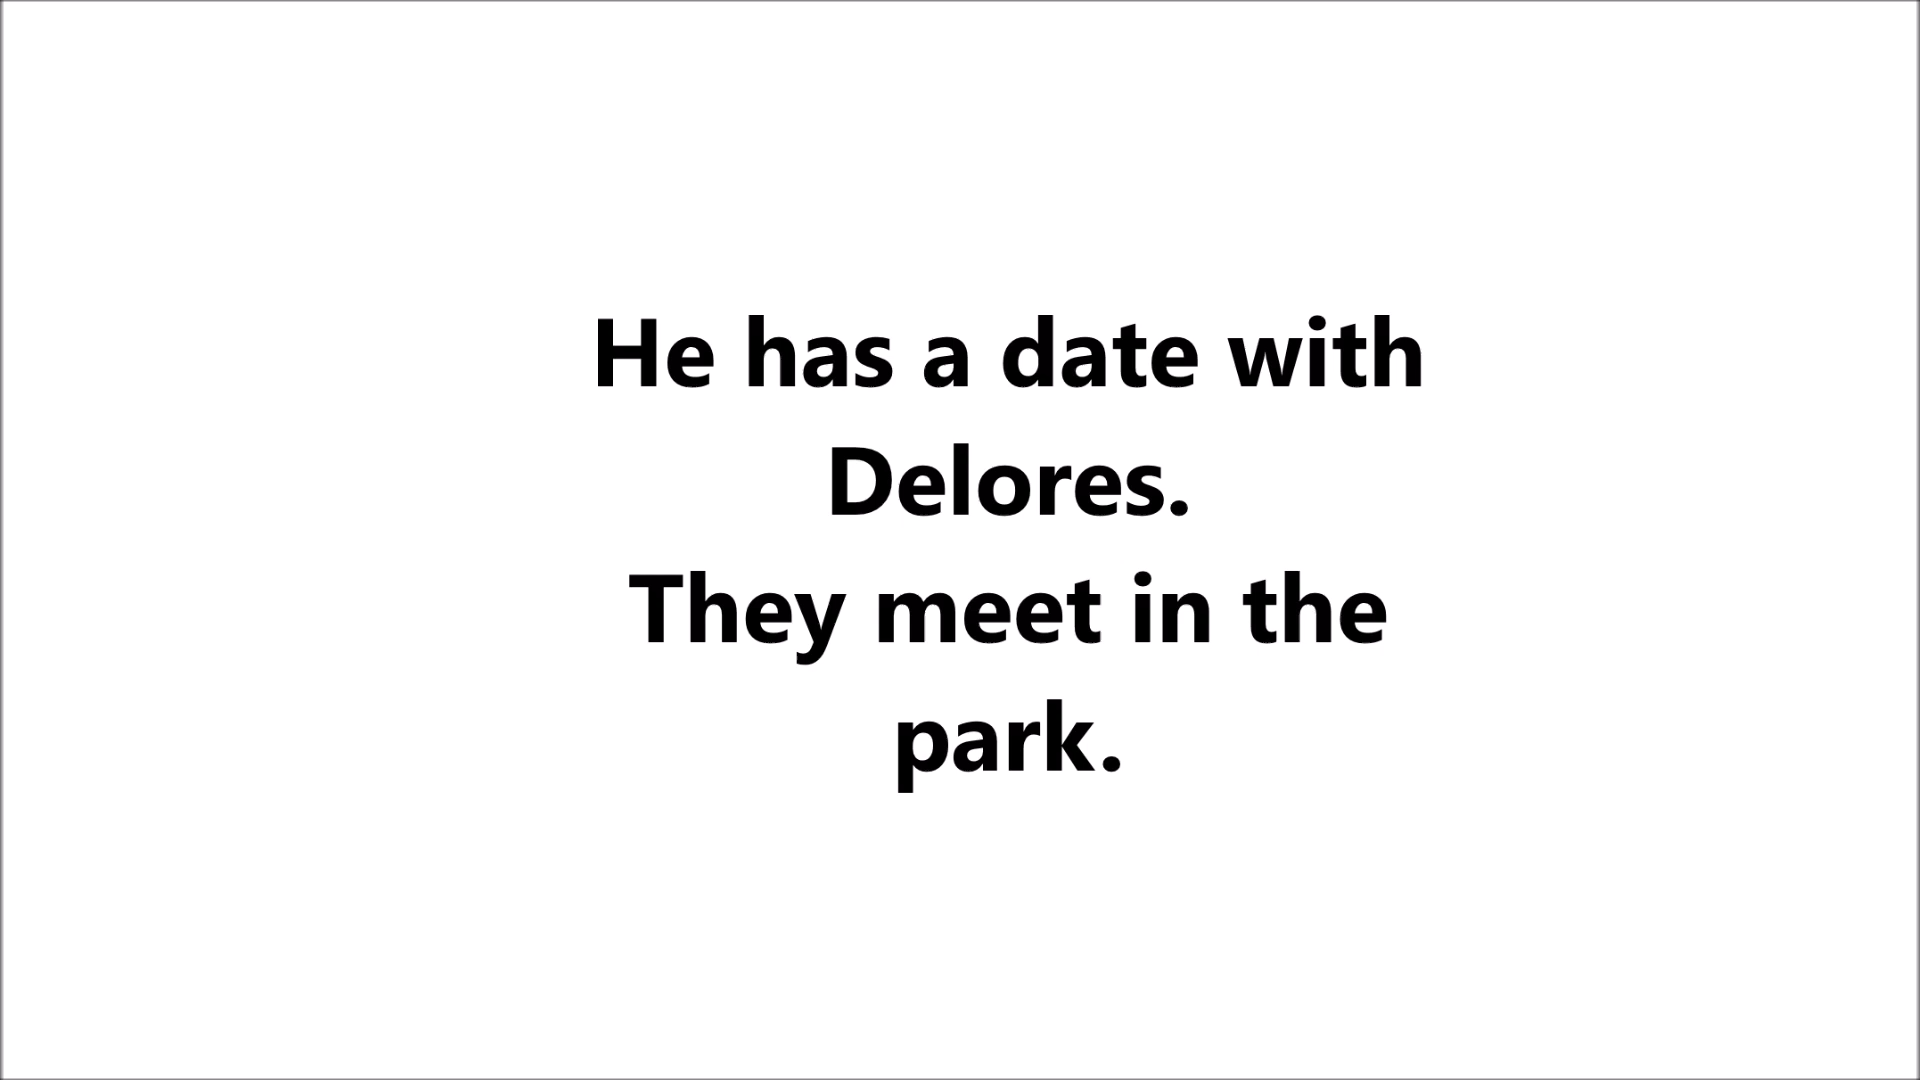 He has a date with
Delores.
They meet in the
park.